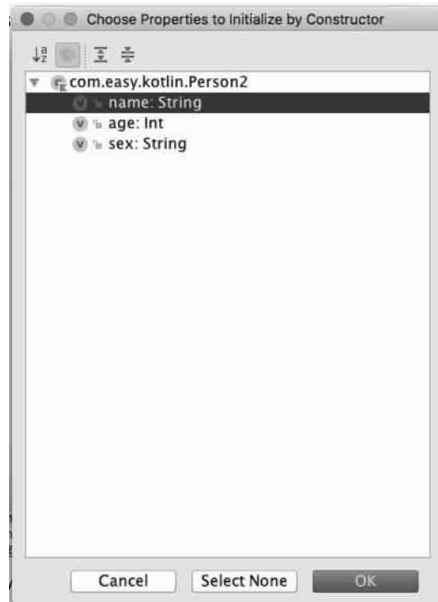 Choose Properties to Initialize by Constructor
com.easy.kotlin.Person2
name: String
age: Int
sex: String
Cancel
Select None
OK